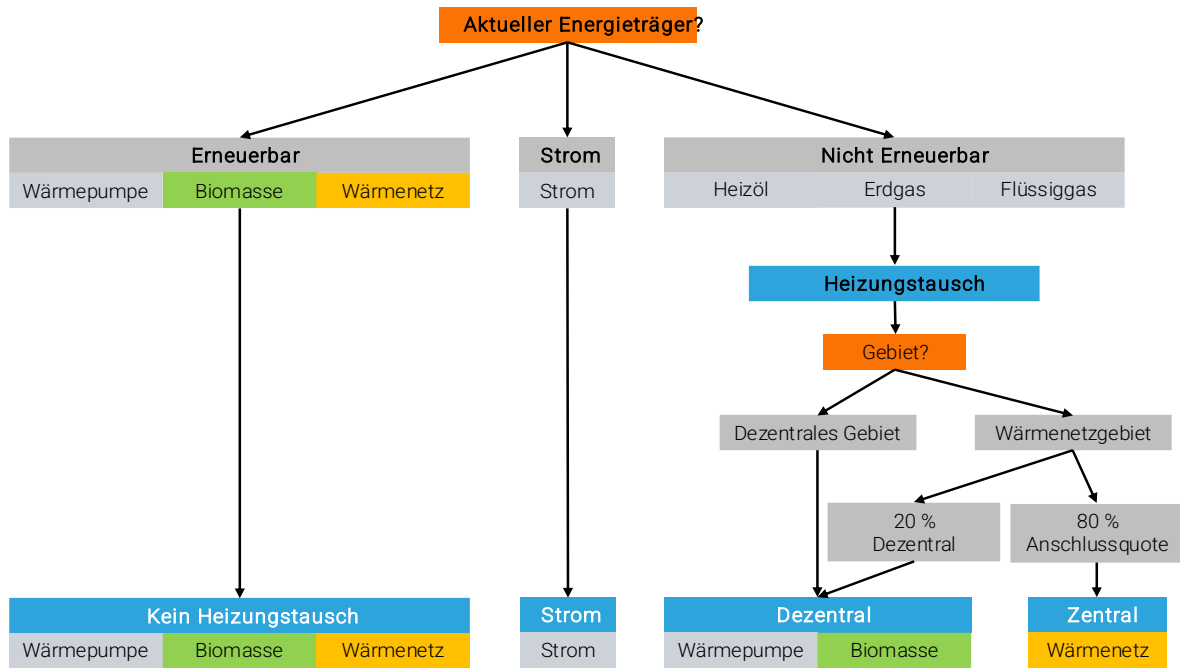 Aktueller Energieträger?
Erneuerbar
Strom
Nicht Erneuerbar
Wärmepumpe
Biomasse
Wärmenetz
Strom
Heizöl
Erdgas
Flüssiggas
Heizungstausch
Gebiet?
Dezentrales Gebiet
Wärmenetzgebiet
20 %
Dezentral
80 %
Anschlussquote
Kein Heizungstausch
Strom
Dezentral
Zentral
Wärmepumpe
Biomasse
Wärmenetz
Strom
Wärmepumpe
Biomasse
Wärmenetz